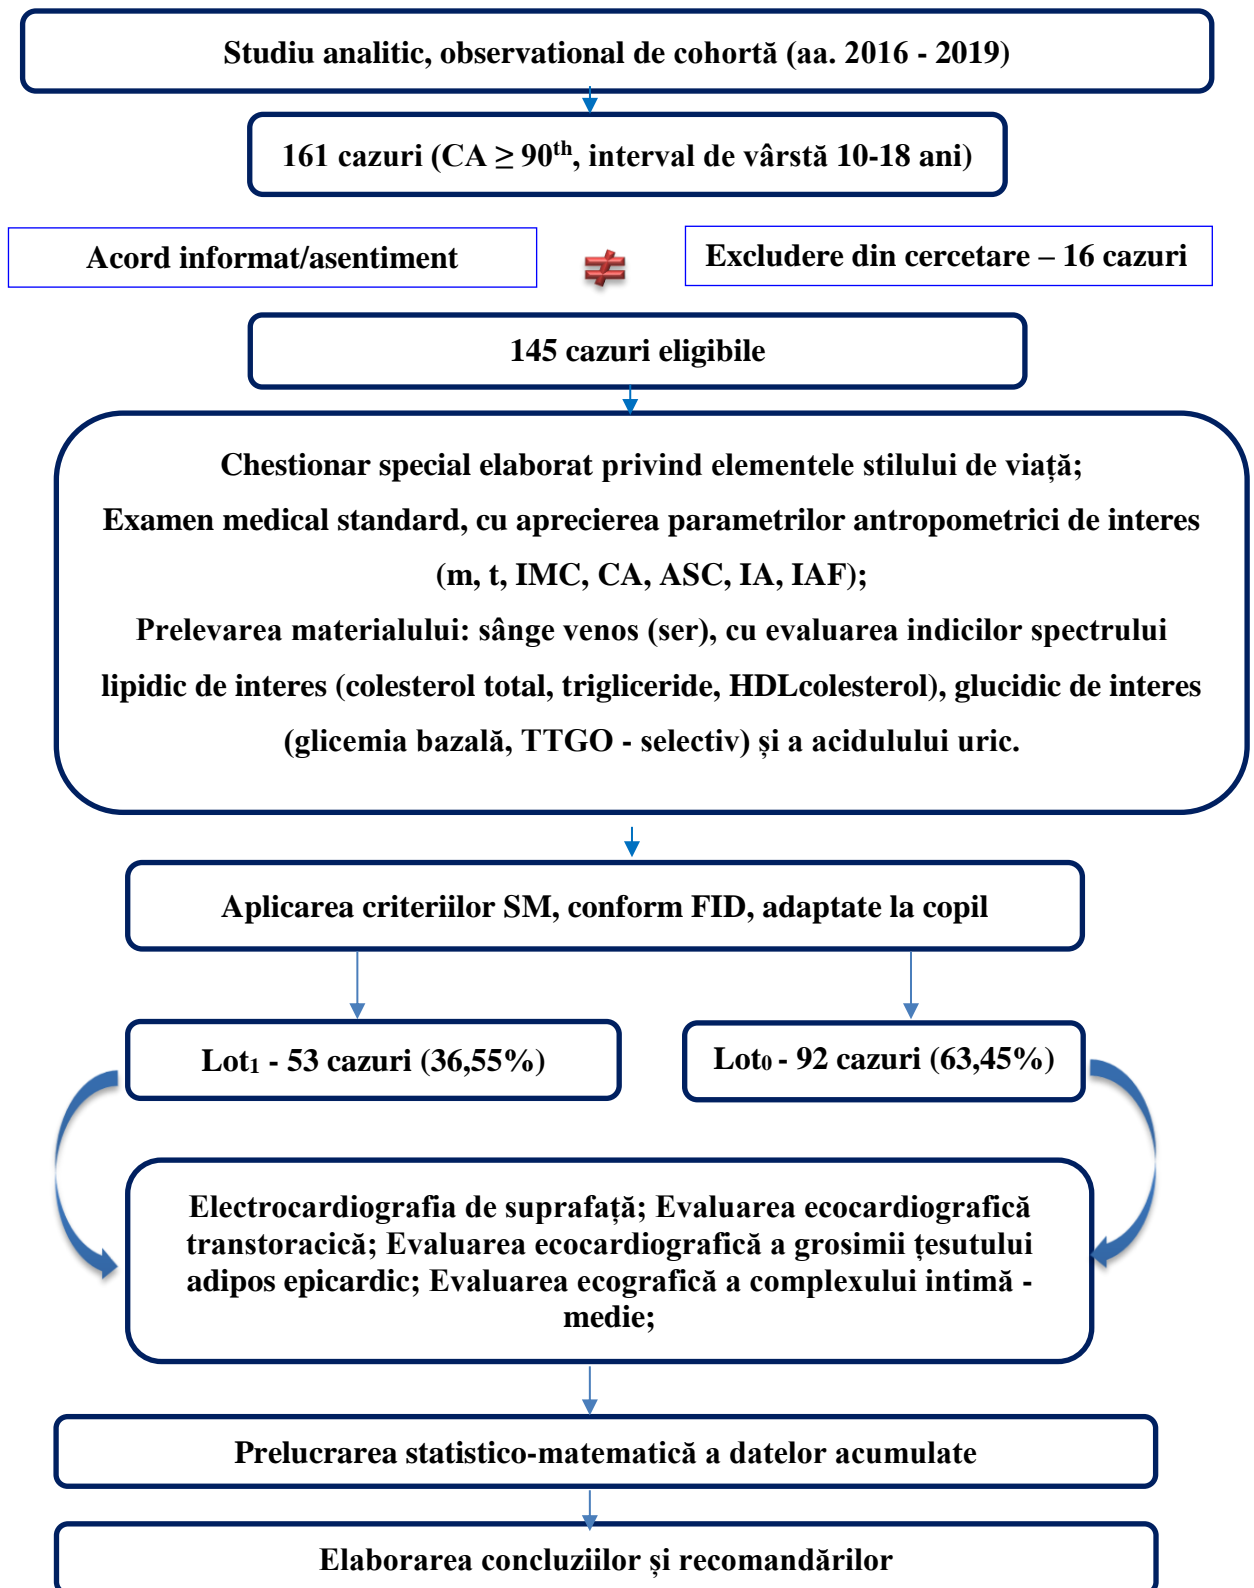 Studiu analitic, observational de cohortă (aa. 2016 - 2019)
161 cazuri (CA ≥ 90th, interval de vârstă 10-18 ani)
Acord informat/asentiment
≠
Excludere din cercetare – 16 cazuri
145 cazuri eligibile
Chestionar special elaborat privind elementele stilului de viață;
Examen medical standard, cu aprecierea parametrilor antropometrici de interes
(m, t, IMC, CA, ASC, IA, IAF);
Prelevarea materialului: sânge venos (ser), cu evaluarea indicilor spectrului
lipidic de interes (colesterol total, trigliceride, HDLcolesterol), glucidic de interes
(glicemia bazală, TTGO - selectiv) și a acidulului uric.
Aplicarea criteriilor SM, conform FID, adaptate la copil
Lot1 - 53 cazuri (36,55%)
Lot0 - 92 cazuri (63,45%)
Electrocardiografia de suprafață; Evaluarea ecocardiografică
transtoracică; Evaluarea ecocardiografică a grosimii țesutului
adipos epicardic; Evaluarea ecografică a complexului intimă -
medie;
Prelucrarea statistico-matematică a datelor acumulate
Elaborarea concluziilor și recomandărilor